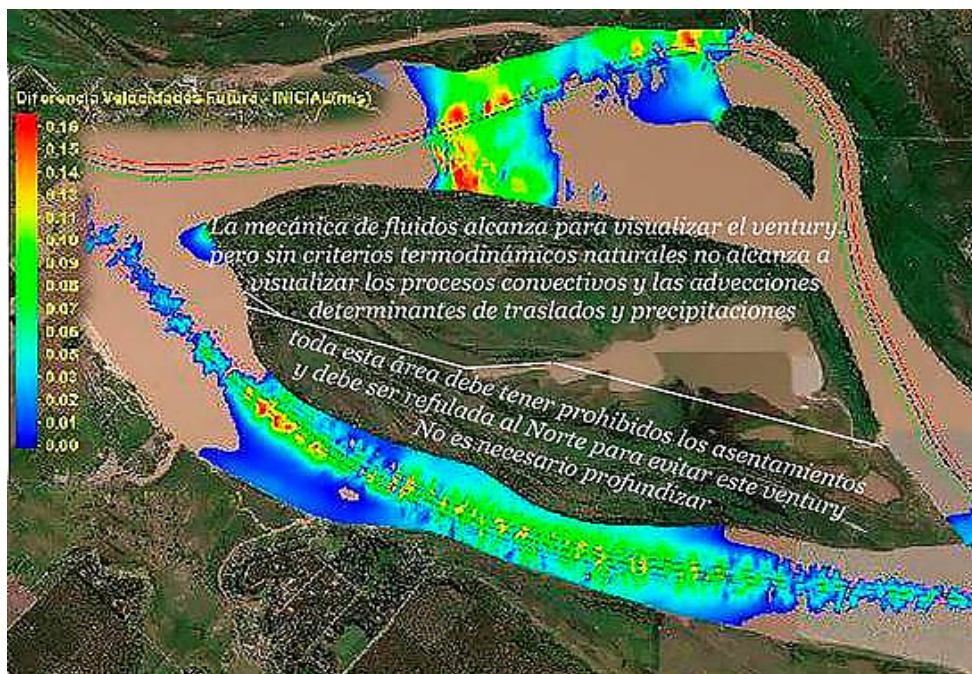 Diferencia Velocidades Futura - INICIAL(m/s)
0.16
0.15
0.14
0.13
0.11
0.10
0.09
0.08
0.07
0.06
0.05
0.03
0.02
0.01
0.00
La mecánica de fluidos alcanza para visualizar el ventury,
pero sin criterios termodinámicos naturales no alcanza a
visualizar los procesos convectivos y las advecciones
determinantes de traslados y precipitaciones
toda esta área debe tener prohibidos los asentamientos
y debe ser refulada al Norte para evitar este ventury
No es necesario profundizar